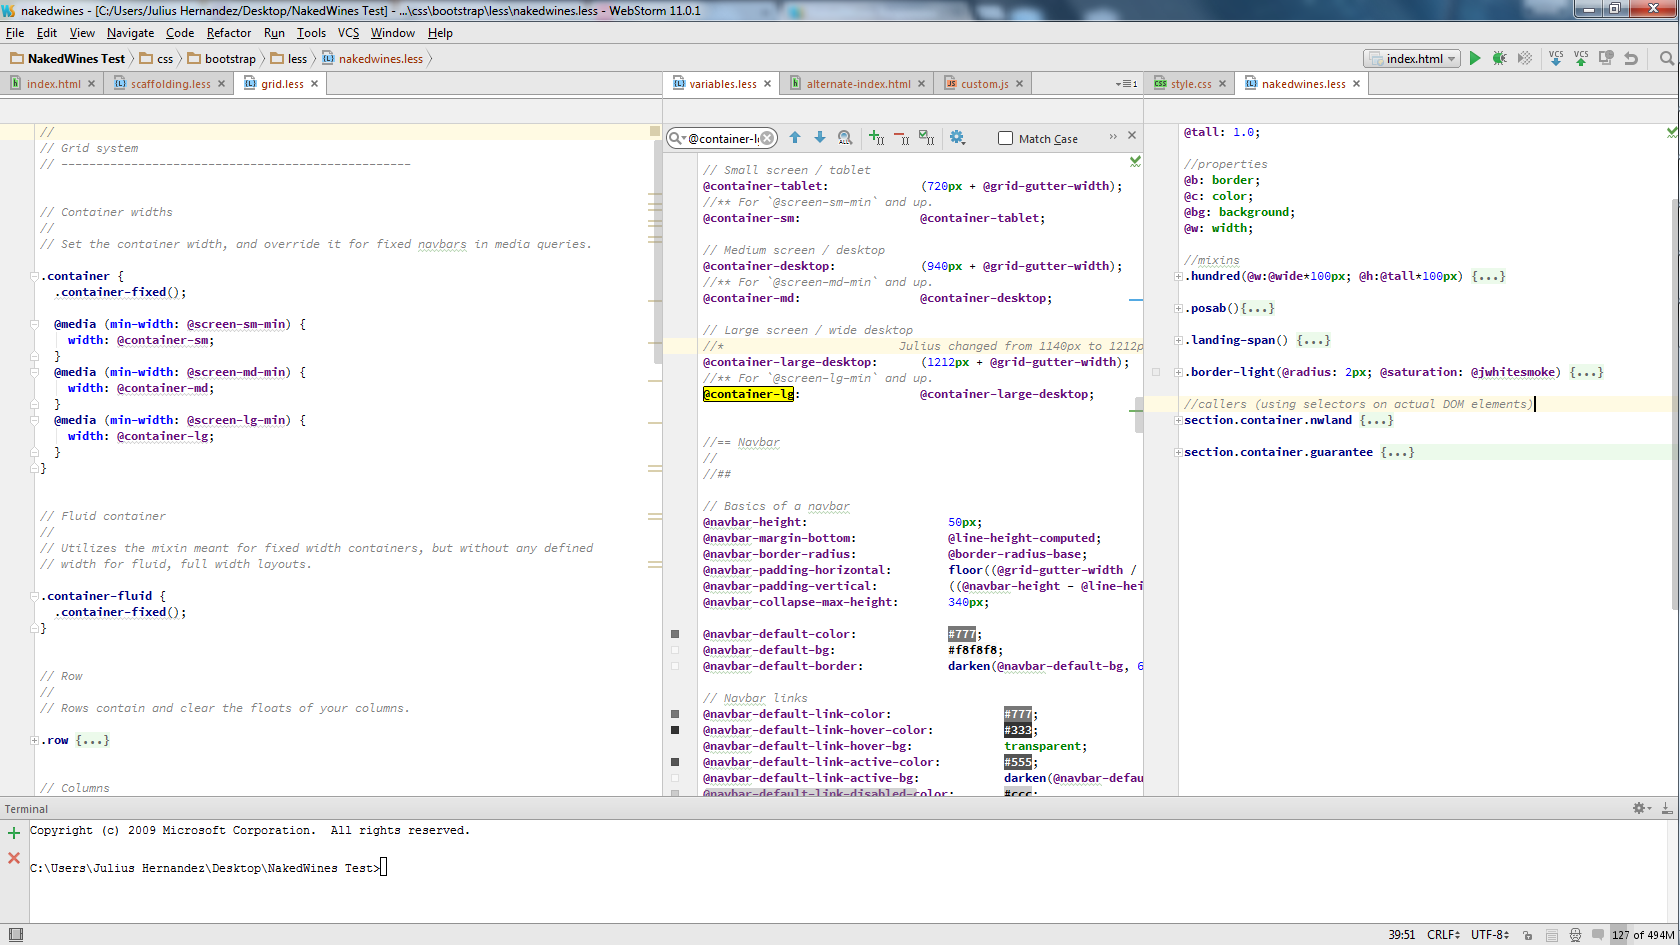 nakedwines - [C:/Users/Julius Hernandez/Desktop/NakedWines Test] - ...\css\bootstrap\less\nakedwines.less - WebStorm 11.0.1
File Edit View Navigate Code Refactor Run Tools VCS Window Help
NakedWines Test css bootstrap less nakedwines.less index.html VCS VCS
index.html scaffolding.less grid.less variables.less alternate-index.html custom.js 1 style.css nakedwines.less
//
// Grid system
// --------------------------------------------------
// Container widths
//
// Set the container width, and override it for fixed navbars in media queries.
.container {
.container-fixed();
@media (min-width: @screen-sm-min) {
width: @container-sm;
}
@media (min-width: @screen-md-min) {
width: @container-md;
}
@media (min-width: @screen-lg-min) {
width: @container-lg;
}
}
// Fluid container
//
// Utilizes the mixin meant for fixed width containers, but without any defined
// width for fluid, full width layouts.
.container-fluid {
.container-fixed();
}
// Row
//
// Rows contain and clear the floats of your columns.
.row {...}
// Columns
@container-l Match Case
// Small screen / tablet
@container-tablet: (720px + @grid-gutter-width);
//** For `@screen-sm-min` and up.
@container-sm: @container-tablet;
// Medium screen / desktop
@container-desktop: (940px + @grid-gutter-width);
//** For `@screen-md-min` and up.
@container-md: @container-desktop;
// Large screen / wide desktop
//* Julius changed from 1140px to 1212p
@container-large-desktop: (1212px + @grid-gutter-width);
//** For `@screen-lg-min` and up.
@container-lg: @container-large-desktop;
//== Navbar
//
//##
// Basics of a navbar
@navbar-height: 50px;
@navbar-margin-bottom: @line-height-computed;
@navbar-border-radius: @border-radius-base;
@navbar-padding-horizontal: floor((@grid-gutter-width /
@navbar-padding-vertical: ((@navbar-height - @line-hei
@navbar-collapse-max-height: 340px;
@navbar-default-color: #777;
@navbar-default-bg: #f8f8f8;
@navbar-default-border: darken(@navbar-default-bg, 6
// Navbar links
@navbar-default-link-color: #777;
@navbar-default-link-hover-color: #333;
@navbar-default-link-hover-bg: transparent;
@navbar-default-link-active-color: #555;
@navbar-default-link-active-bg: darken(@navbar-defau
@navbar-default-link-disabled-color: #ccc;
@tall: 1.0;
//properties
@b: border;
@c: color;
@bg: background;
@w: width;
//mixins
.hundred(@w:@wide*100px; @h:@tall*100px) {...}
.posab(){...}
.landing-span() {...}
.border-light(@radius: 2px; @saturation: @jwhitesmoke) {...}
//callers (using selectors on actual DOM elements)
section.container.nwland {...}
section.container.guarantee {...}
Terminal
Copyright (c) 2009 Microsoft Corporation. All rights reserved.
C:\Users\Julius Hernandez\Desktop\NakedWines Test>
39:51 CRLF UTF-8 127 of 494M